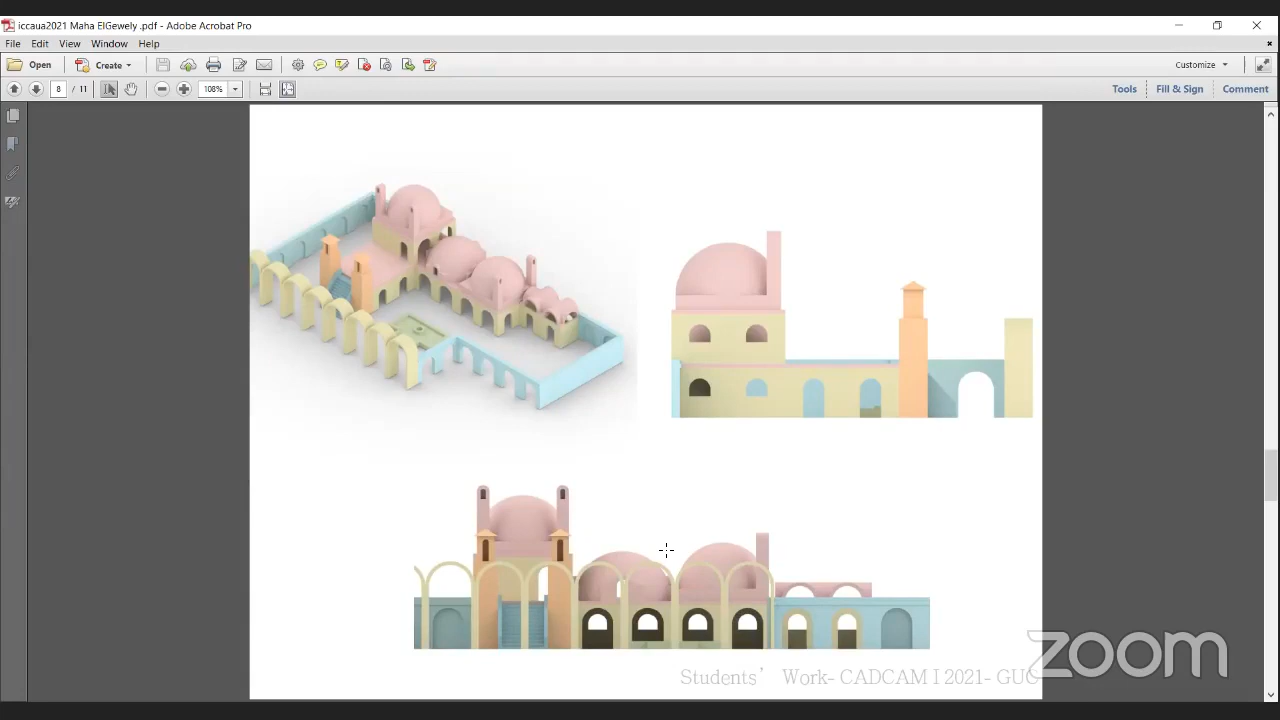 iccaua2021 Maha ElGewely .pdf - Adobe Acrobat Pro
File Edit View Window Help
Open Create Customize
8 / 11 108% Tools Fill & Sign Comment
Students' Work- CADCAM I 2021- GUC
zoom